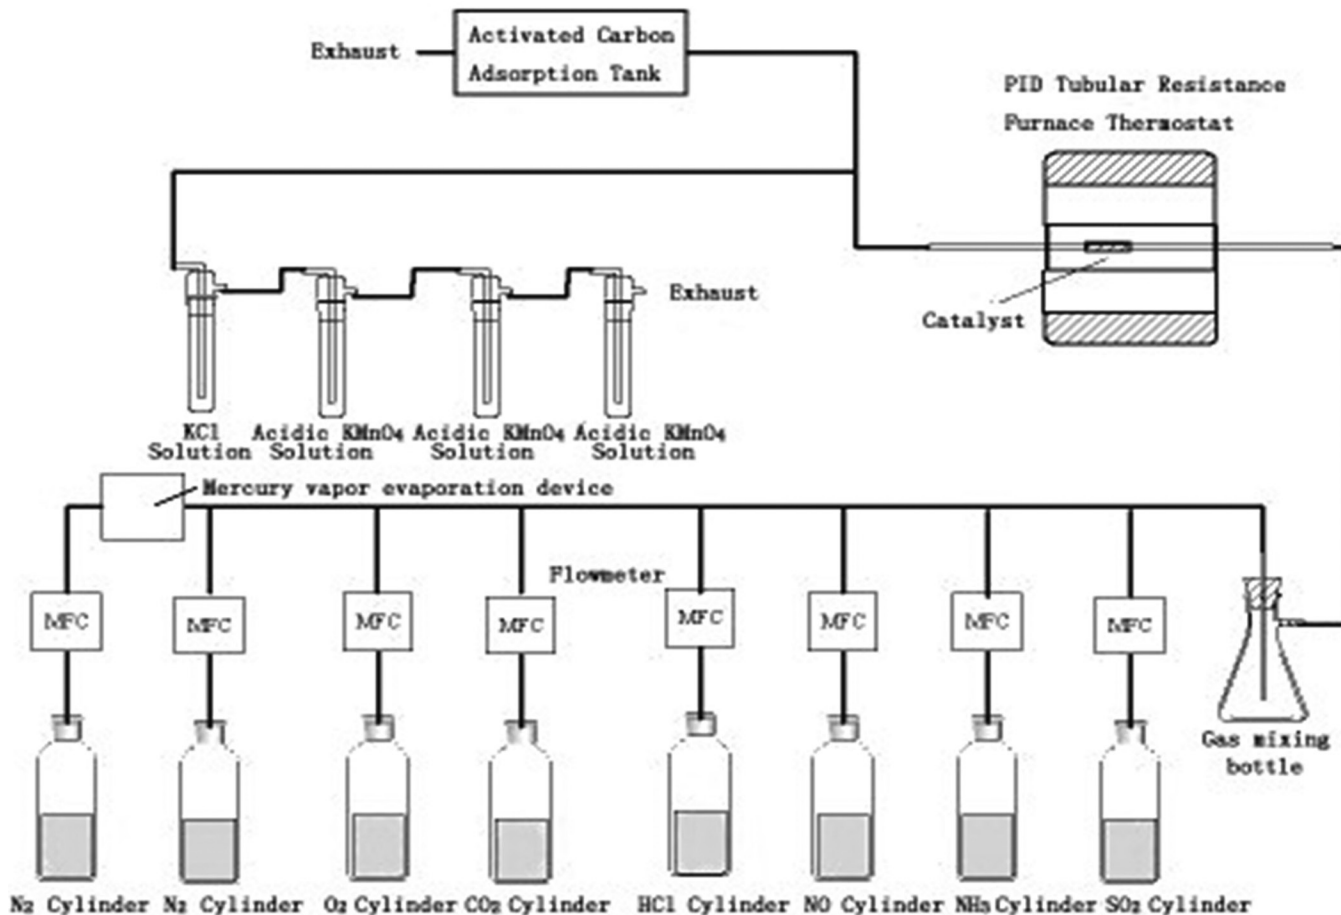 Exhaust
Activated Carbon
Adsorption Tank
PID Tubular Resistance
Furnace Thermostat
Catalyst
Exhaust
KCl
Solution
Acidic KMnO₄
Solution
Acidic KMnO₄
Solution
Acidic KMnO₄
Solution
Mercury vapor evaporation device
Flowmeter
MFC
MFC
MFC
MFC
MFC
MFC
MFC
MFC
Gas mixing
bottle
N₂ Cylinder
N₂ Cylinder
O₂ Cylinder
CO₂ Cylinder
HCl Cylinder
NO Cylinder
NH₃ Cylinder
SO₂ Cylinder